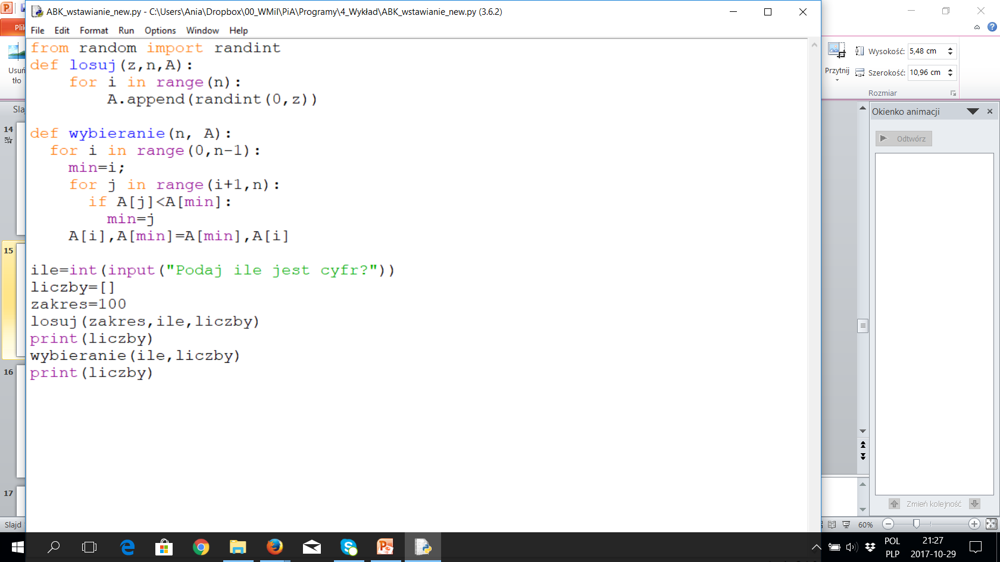 ABK_wstawianie_new.py - C:\Users\Ania\Dropbox\00_WMiI\PiA\Programy\4_Wykład\ABK_wstawianie_new.py (3.6.2)
File Edit Format Run Options Window Help
from random import randint
def losuj(z,n,A):
    for i in range(n):
        A.append(randint(0,z))
def wybieranie(n, A):
  for i in range(0,n-1):
    min=i;
    for j in range(i+1,n):
      if A[j]<A[min]:
        min=j
    A[i],A[min]=A[min],A[i]
ile=int(input("Podaj ile jest cyfr?"))
liczby=[]
zakres=100
losuj(zakres,ile,liczby)
print(liczby)
wybieranie(ile,liczby)
print(liczby)
Plik
Usuń
tło
Slaj
14
15
16
17
Slajd
Przytnij
Wysokość: 5,48 cm
Szerokość: 10,96 cm
Rozmiar
Okienko animacji
Odtwórz
Zmień kolejność
60%
POL
PLP
21:27
2017-10-29